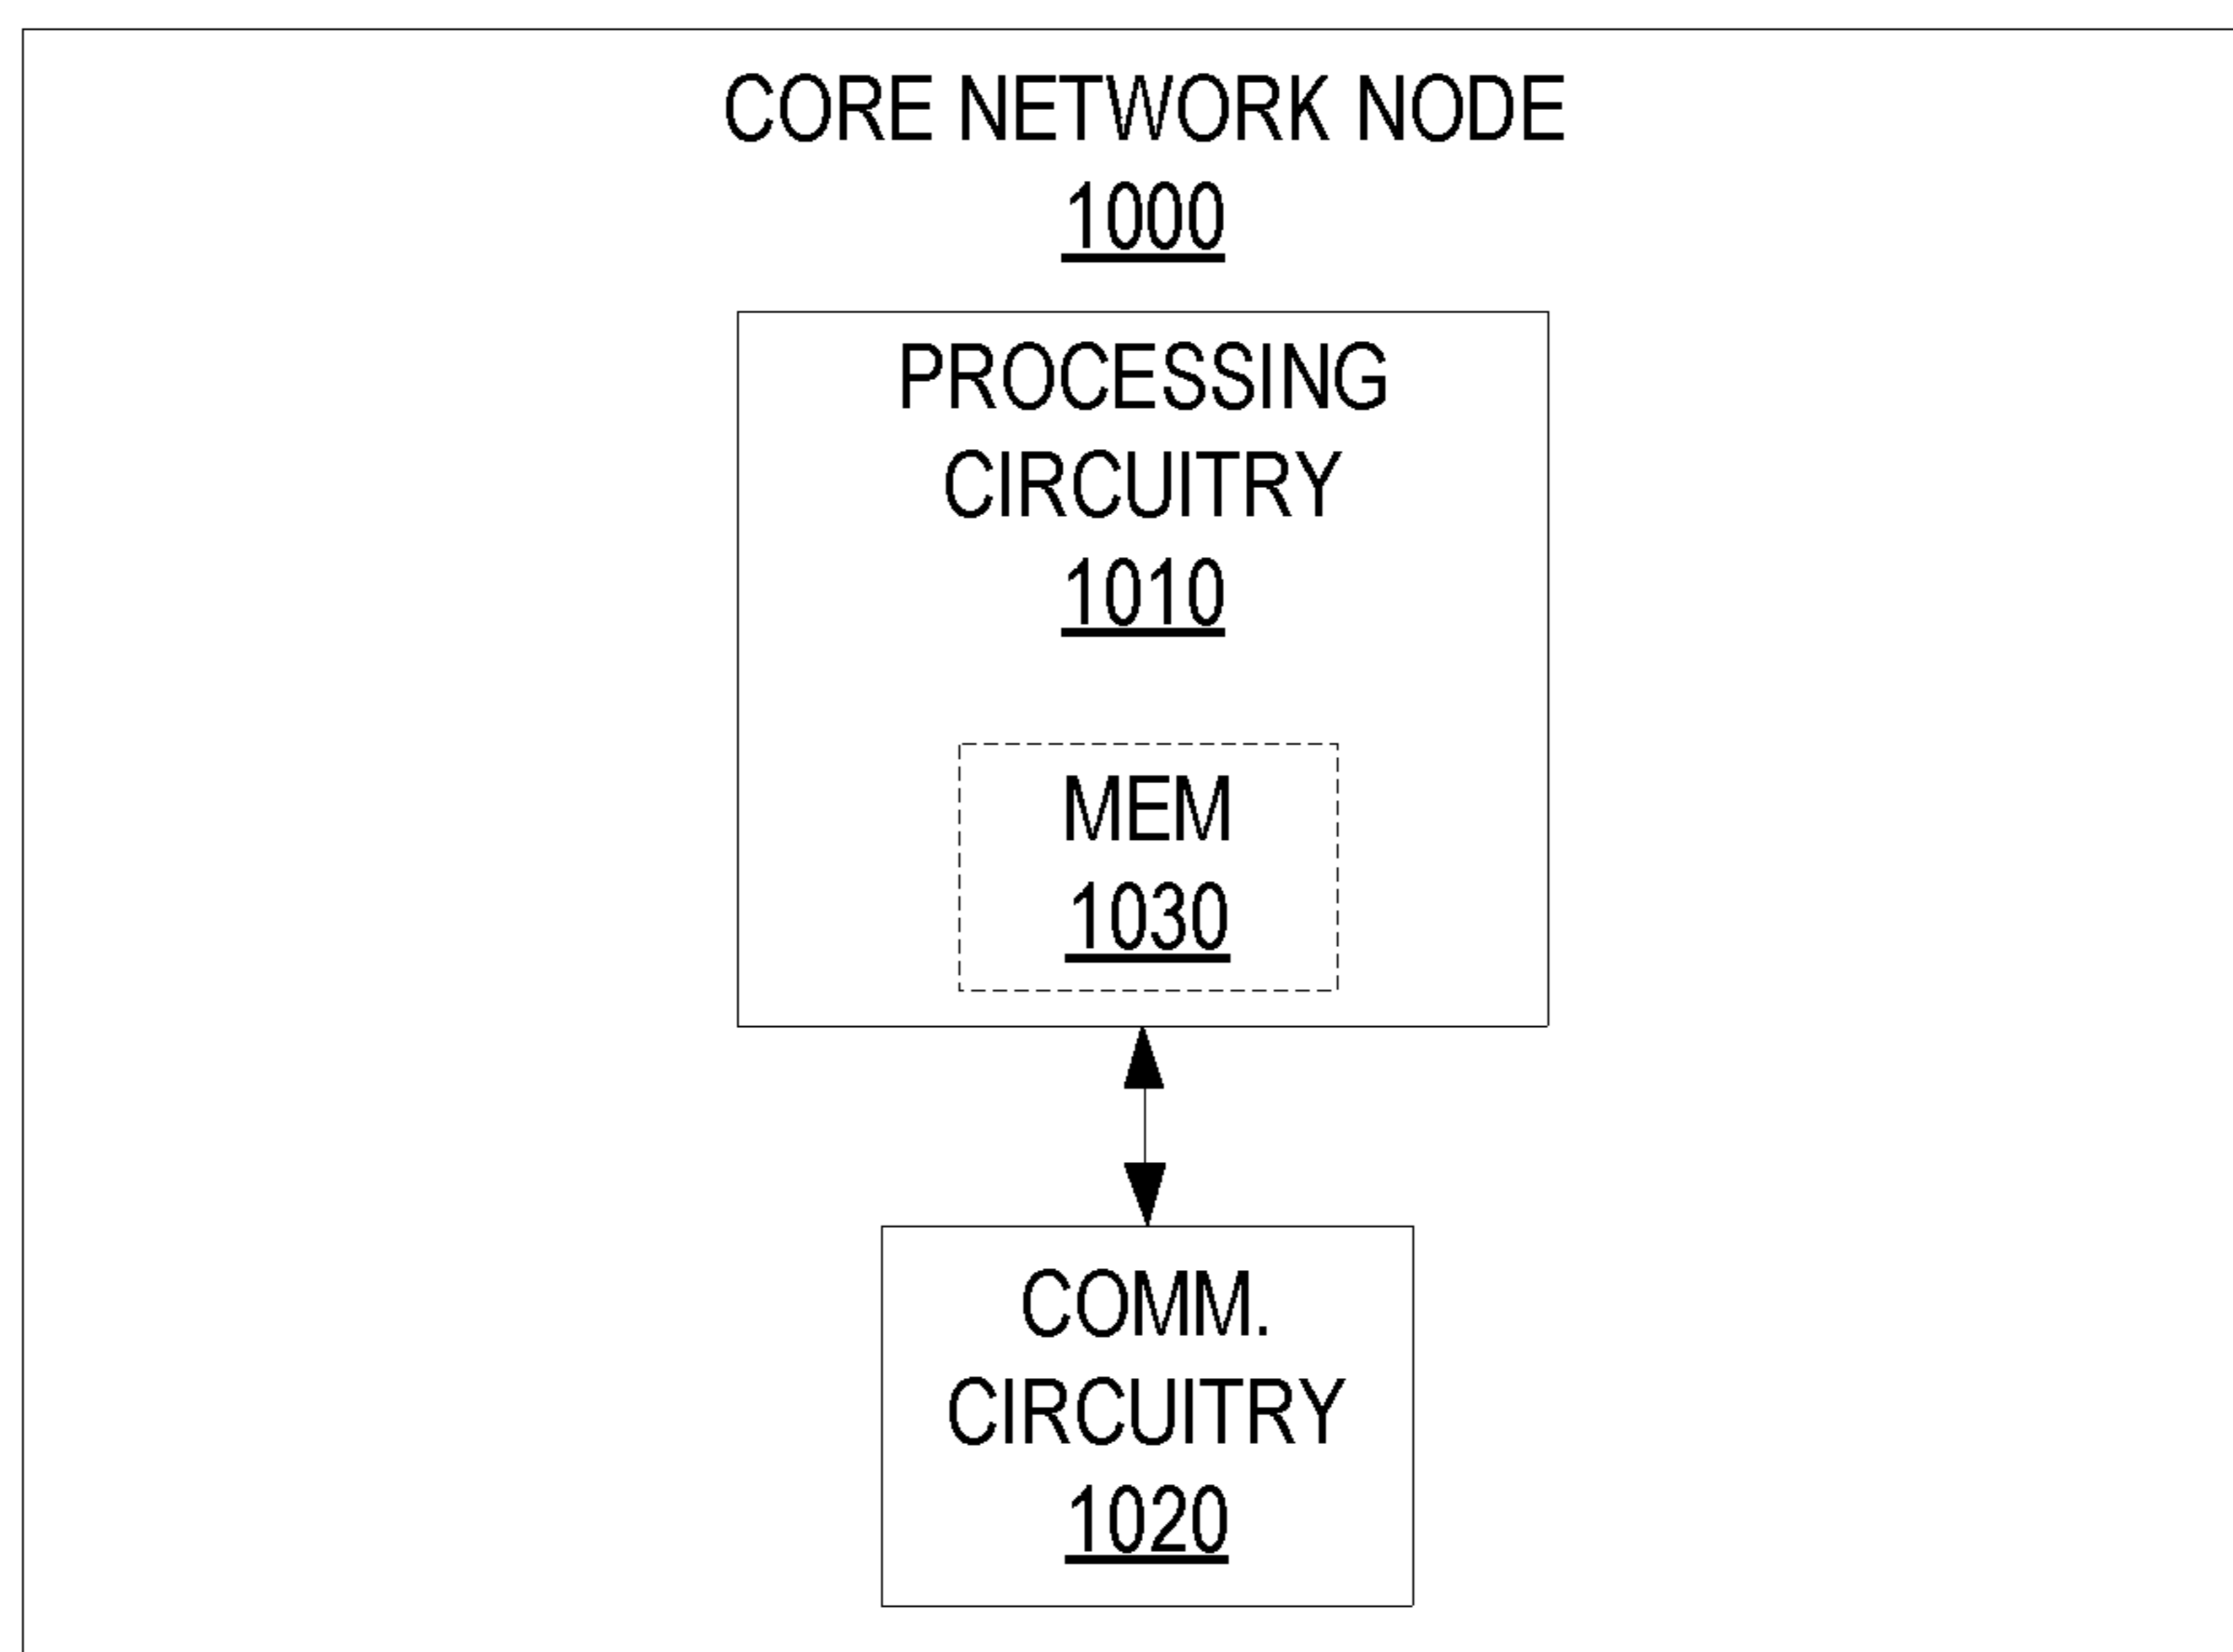 CORE NETWORK NODE
1000
PROCESSING
CIRCUITRY
1010
MEM
1030
COMM.
CIRCUITRY
1020